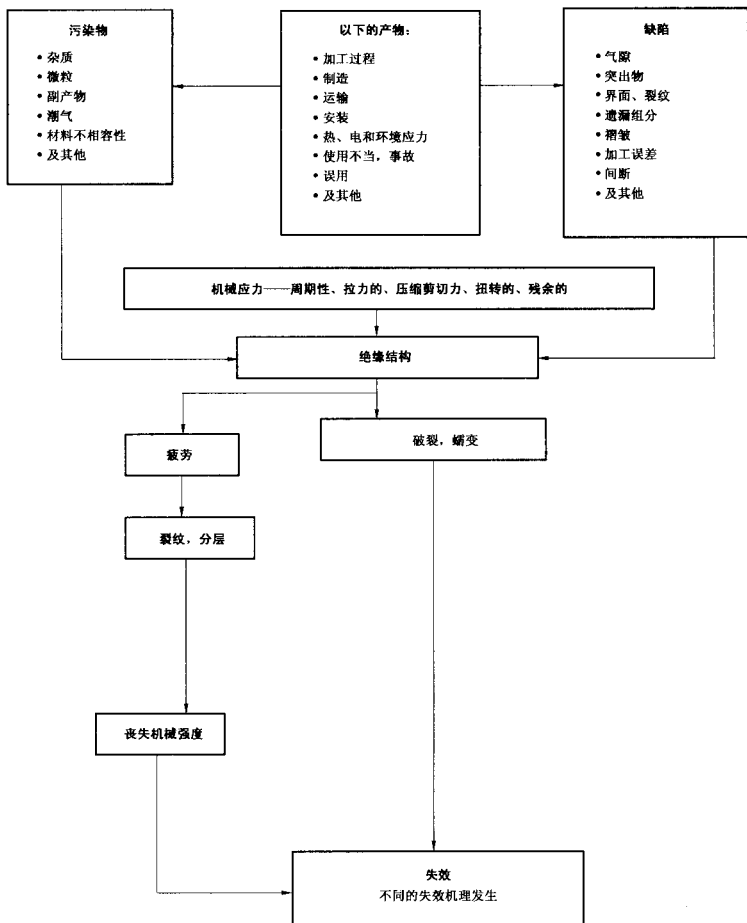 污染物
• 杂质
• 微粒
• 副产物
• 潮气
• 材料不相容性
• 及其他
以下的产物：
• 加工过程
• 制造
• 运输
• 安装
• 热、电和环境应力
• 使用不当，事故
• 误用
• 及其他
缺陷
• 气隙
• 突出物
• 界面、裂纹
• 遗漏组分
• 褶皱
• 加工误差
• 间断
• 及其他
机械应力——周期性、拉力的、压缩剪切力、扭转的、残余的
绝缘结构
疲劳
破裂，蠕变
裂纹，分层
丧失机械强度
失效
不同的失效机理发生